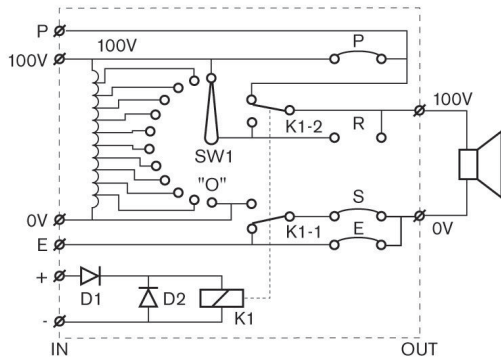 P
100V
100V
P
100V
K1-2
R
SW1
"O"
S
0V
E
K1-1
E
0V
+
D1
D2
K1
-
IN
OUT